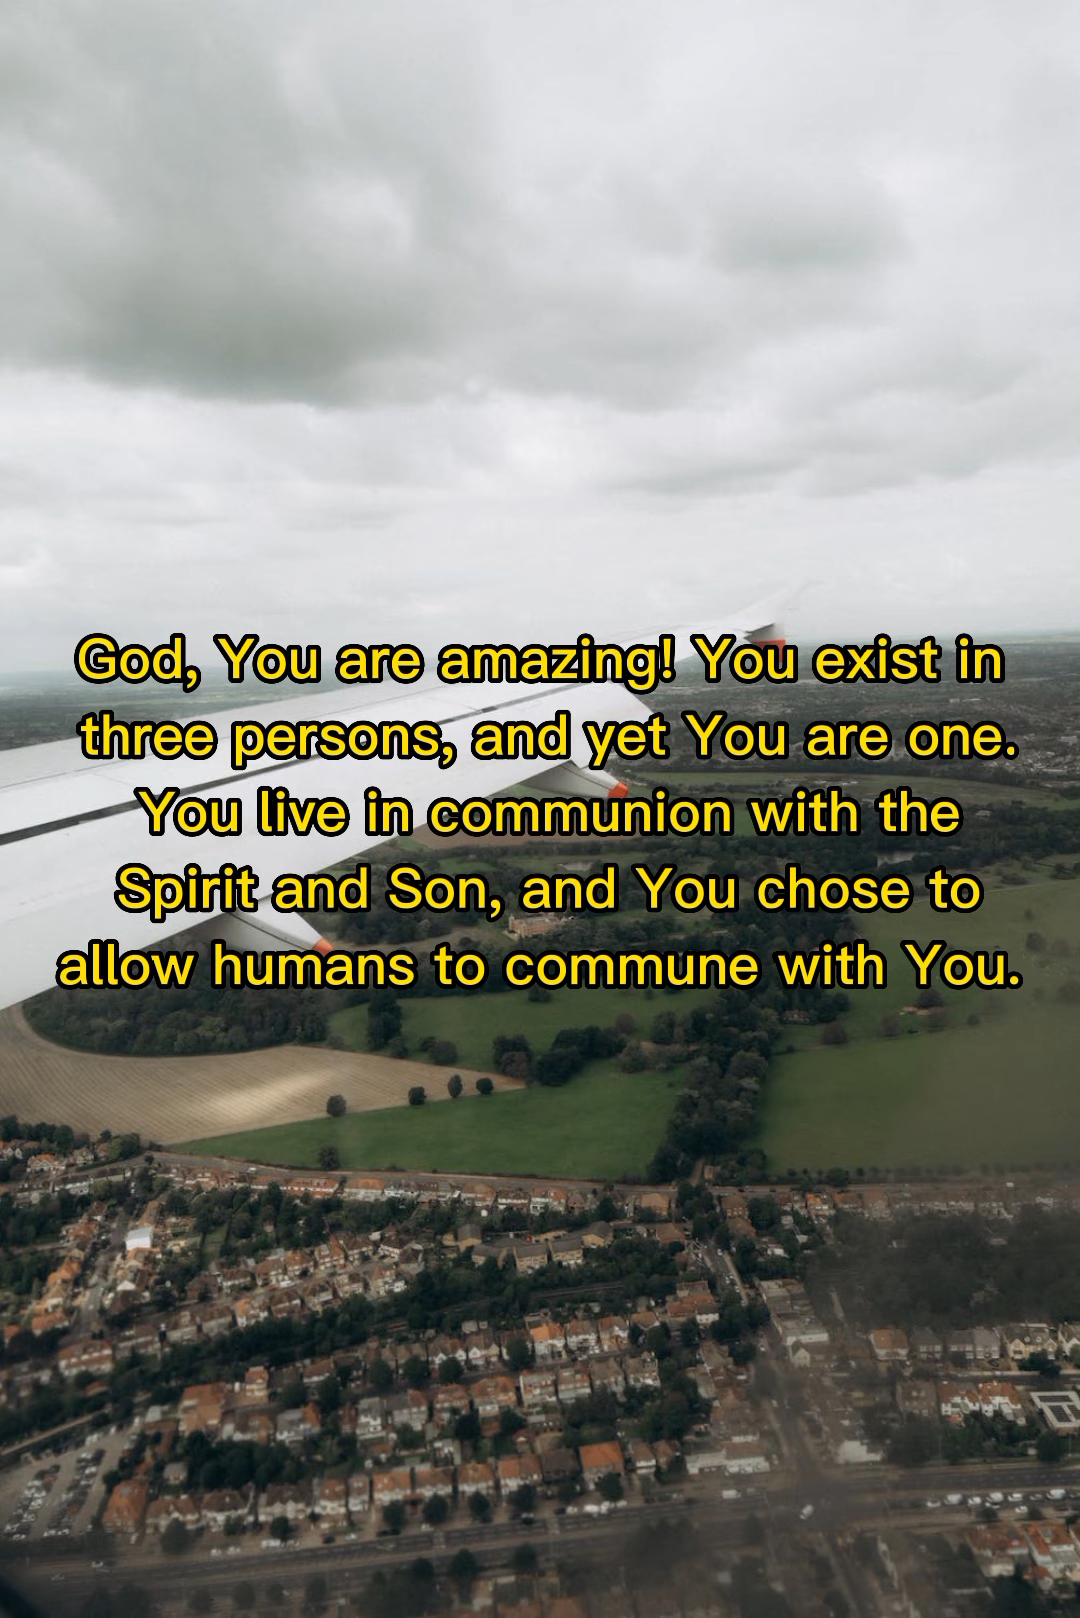 God, You are amazing! You exist in
three persons, and yet You are one.
You live in communion with the
Spirit and Son, and You chose to
allow humans to commune with You.